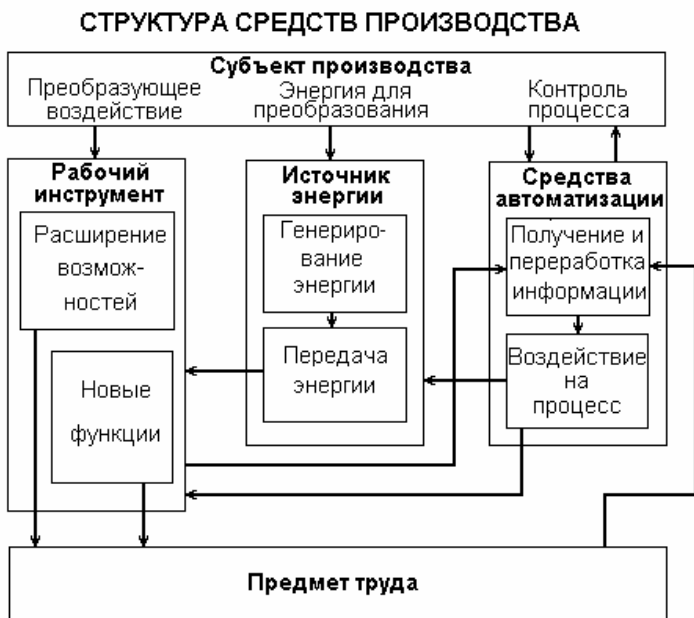 СТРУКТУРА СРЕДСТВ ПРОИЗВОДСТВА
Субъект производства
Преобразующее
воздействие
Энергия для
преобразования
Контроль
процесса
Рабочий
инструмент
Расширение
возмож-
ностей
Новые
функции
Источник
энергии
Генериро-
вание
энергии
Передача
энергии
Средства
автоматизации
Получение и
переработка
информации
Воздействие
на
процесс
Предмет труда